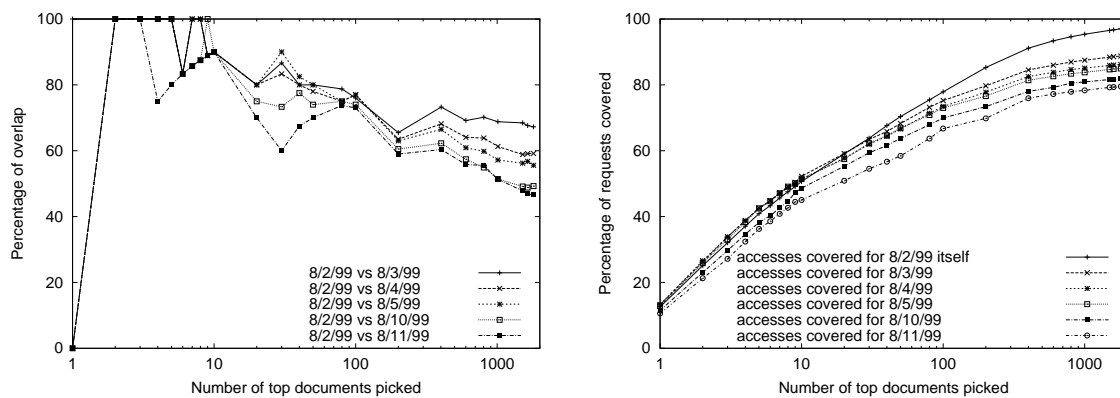 100
80
60
40
20
0
1
10
100
1000
Percentage of overlap
Number of top documents picked
8/2/99 vs 8/3/99
8/2/99 vs 8/4/99
8/2/99 vs 8/5/99
8/2/99 vs 8/10/99
8/2/99 vs 8/11/99
100
80
60
40
20
0
1
10
100
1000
Percentage of requests covered
Number of top documents picked
accesses covered for 8/2/99 itself
accesses covered for 8/3/99
accesses covered for 8/4/99
accesses covered for 8/5/99
accesses covered for 8/10/99
accesses covered for 8/11/99